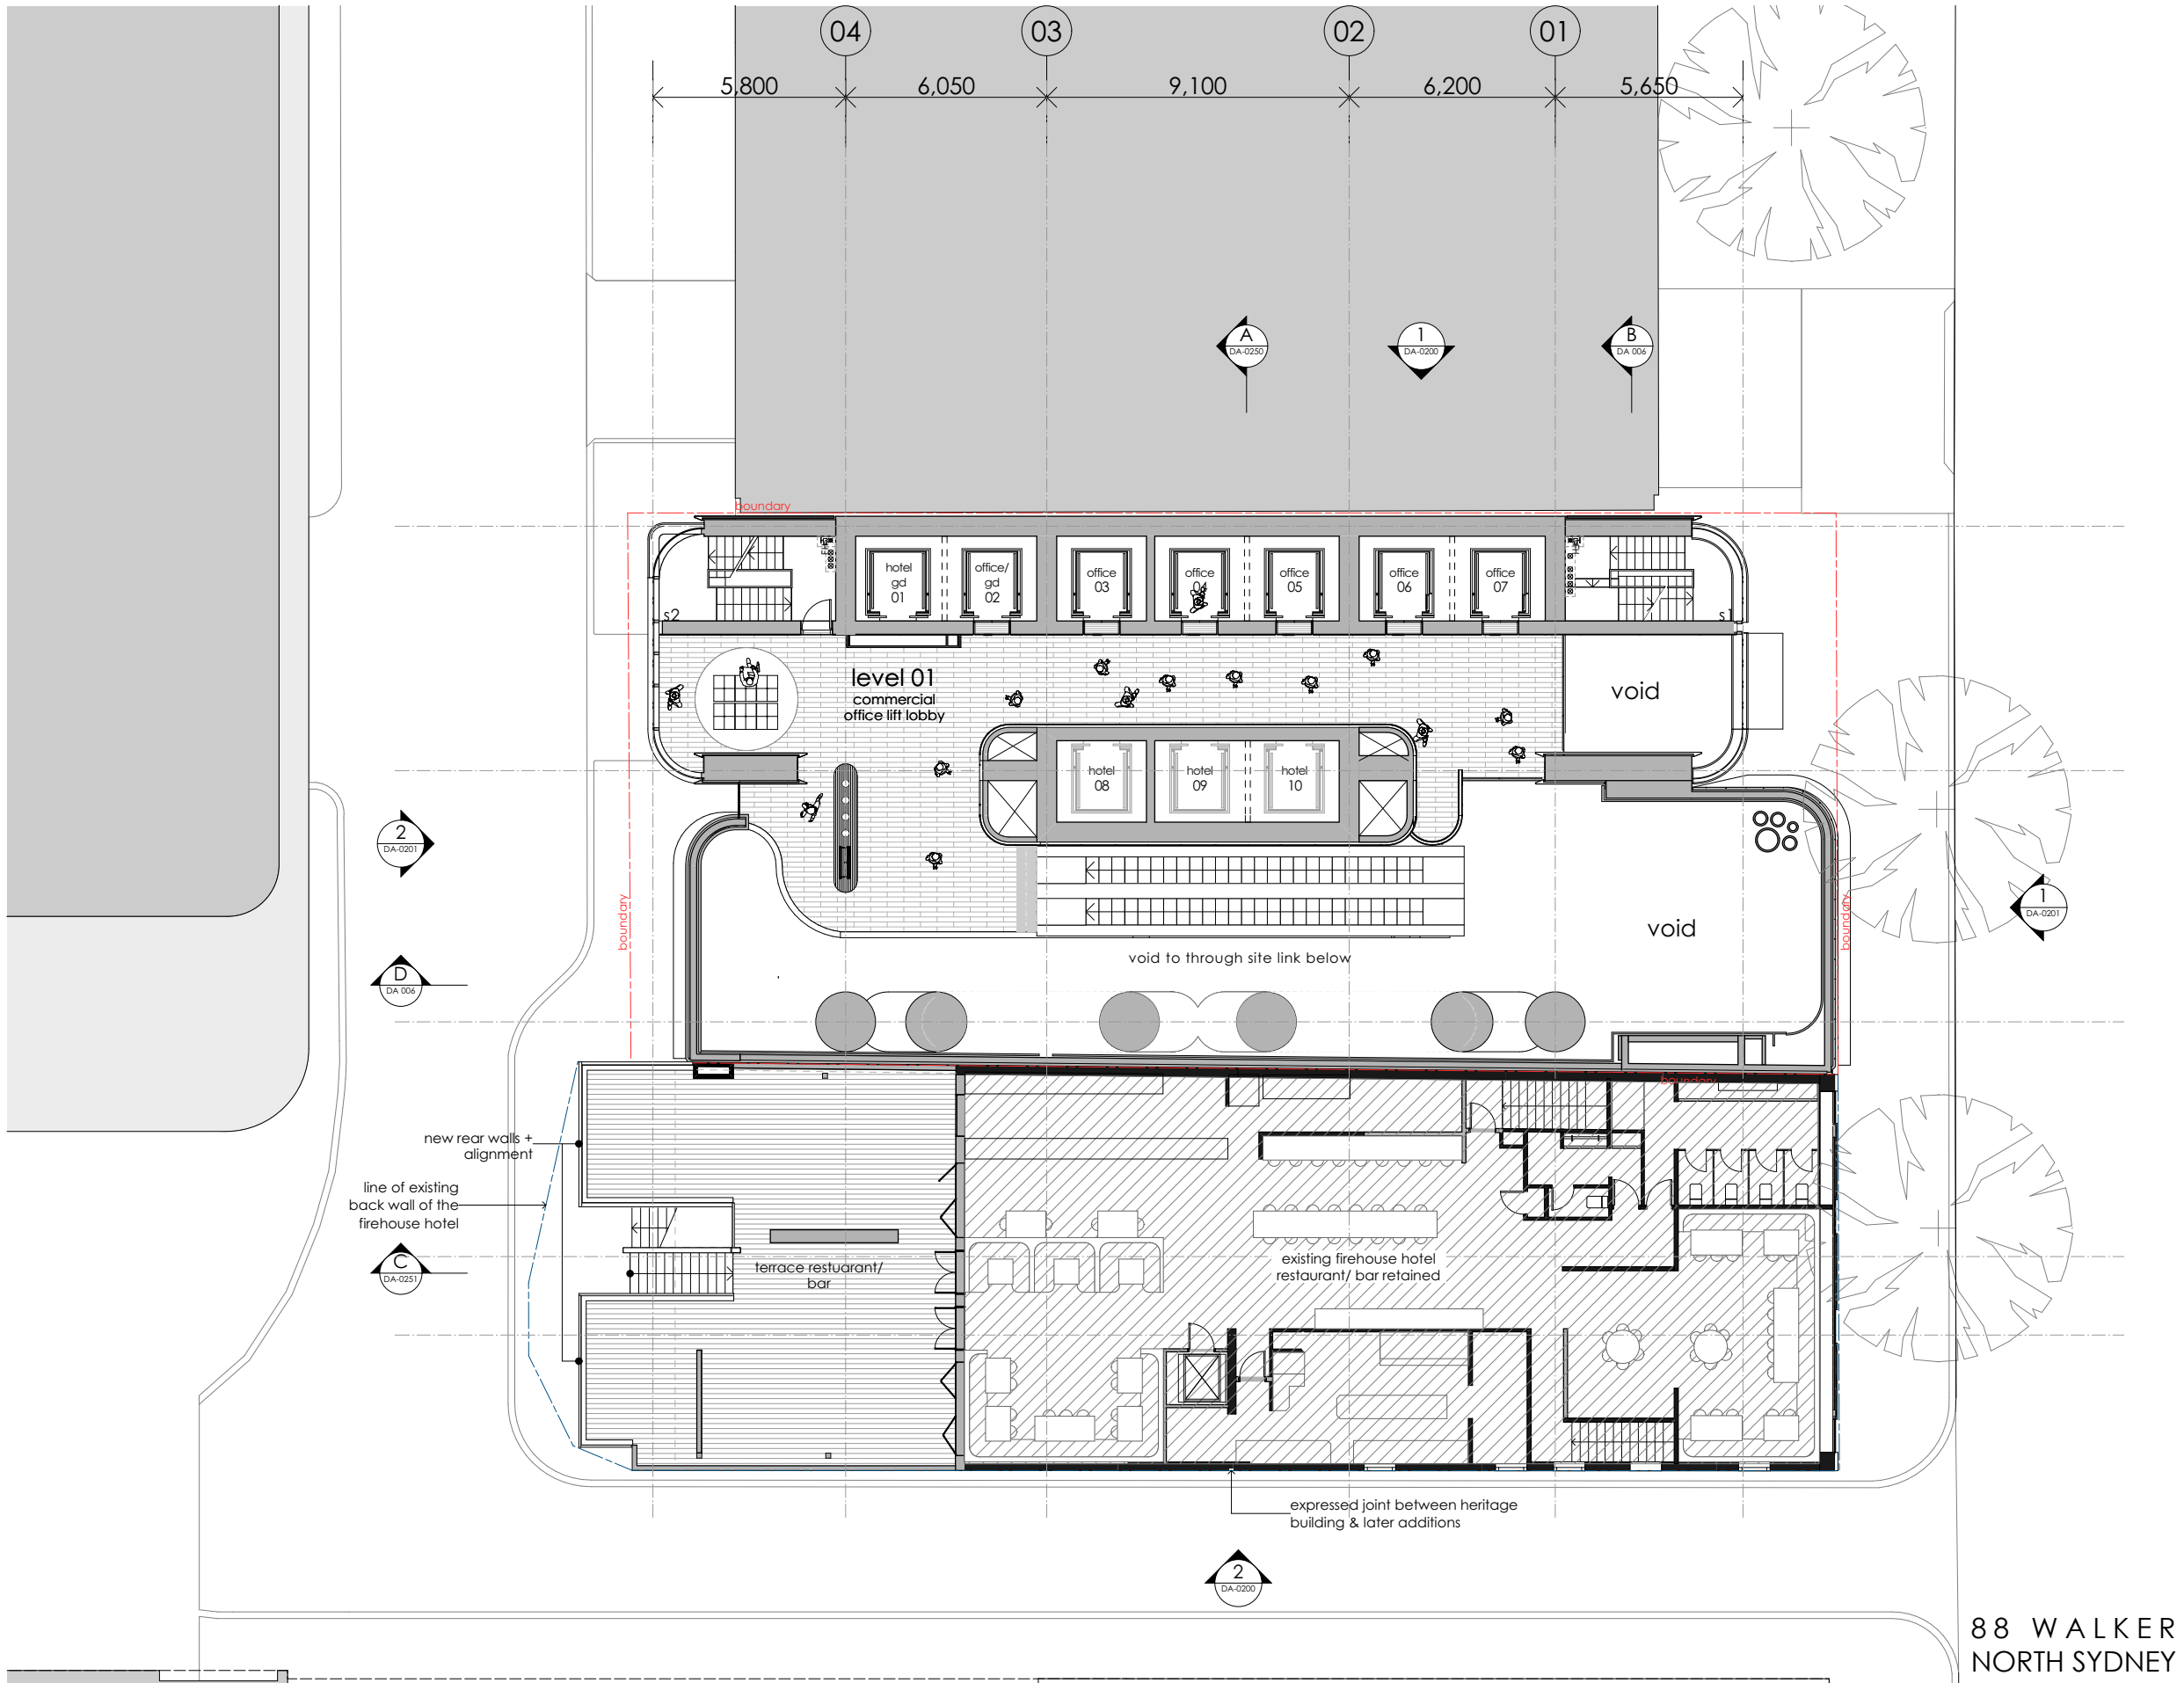 04
03
02
01
5,800
6,050
9,100
6,200
5,650
A
DA-0250
1
DA-0200
B
DA 006
boundary
hotel
gd
01
office/
gd
02
office
03
office
04
office
05
office
06
office
07
s2
s1
level 01
commercial
office lift lobby
void
hotel
08
hotel
09
hotel
10
2
DA-0201
1
DA-0201
boundary
boundary
void
void to through site link below
D
DA 006
boundary
new rear walls +
alignment
line of existing
back wall of the
firehouse hotel
C
DA-0251
terrace restuarant/
bar
existing firehouse hotel
restaurant/ bar retained
expressed joint between heritage
building & later additions
2
DA-0200
88 WALKER
NORTH SYDNEY